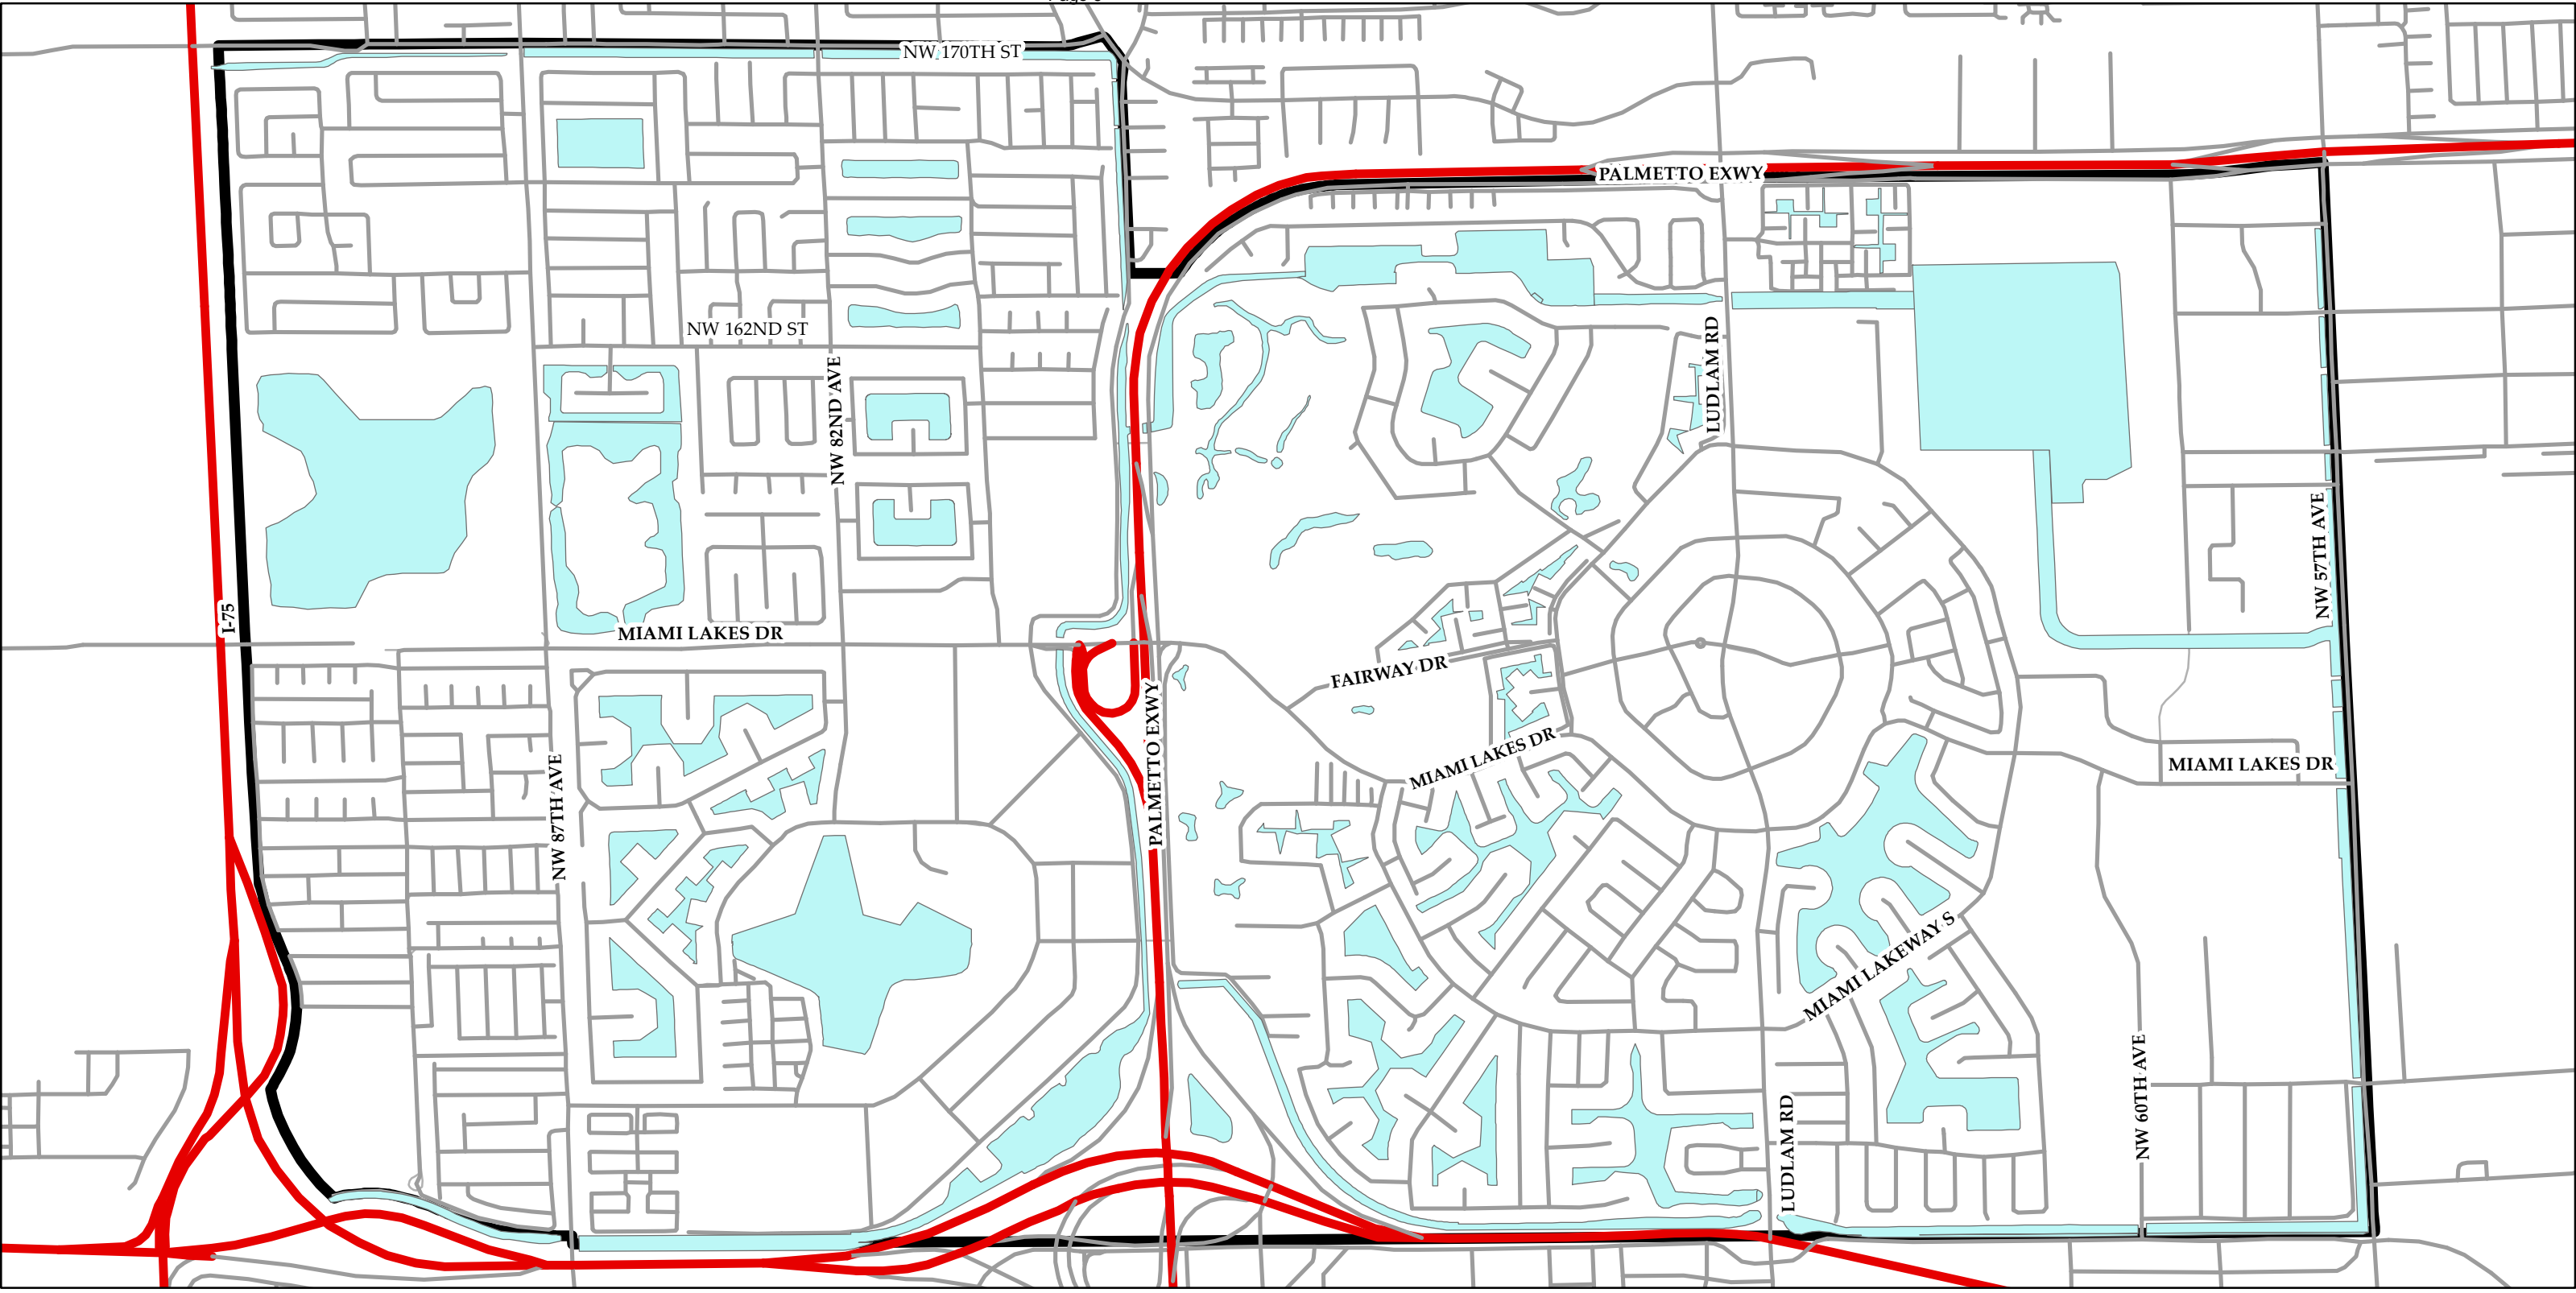 NW 170TH ST
PALMETTO EXWY
NW 162ND ST
LUDLAM RD
NW 82ND AVE
NW 57TH AVE
I-75
MIAMI LAKES DR
FAIRWAY DR
PALMETTO EXWY
MIAMI LAKES DR
MIAMI LAKES DR
NW 87TH AVE
MIAMI LAKEWAY S
NW 60TH AVE
LUDLAM RD